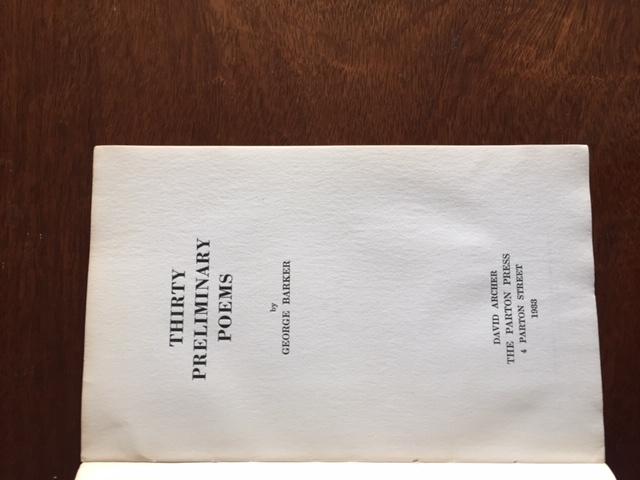 THIRTY
PRELIMINARY
POEMS
by
GEORGE BARKER
DAVID ARCHER
THE PARTON PRESS
4 PARTON STREET
1933